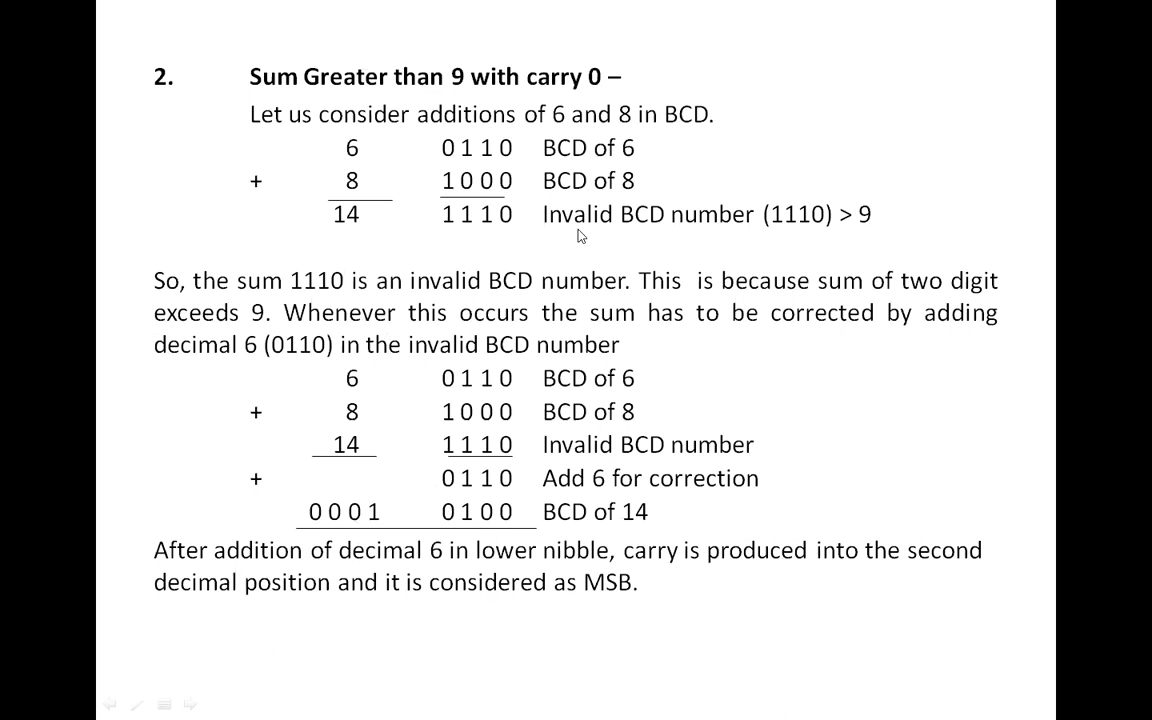 2. Sum Greater than 9 with carry 0 –
Let us consider additions of 6 and 8 in BCD.
6 0 1 1 0 BCD of 6
+ 8 1 0 0 0 BCD of 8
14 1 1 1 0 Invalid BCD number (1110) > 9
So, the sum 1110 is an invalid BCD number. This is because sum of two digit
exceeds 9. Whenever this occurs the sum has to be corrected by adding
decimal 6 (0110) in the invalid BCD number
6 0 1 1 0 BCD of 6
+ 8 1 0 0 0 BCD of 8
14 1 1 1 0 Invalid BCD number
+ 0 1 1 0 Add 6 for correction
0 0 0 1 0 1 0 0 BCD of 14
After addition of decimal 6 in lower nibble, carry is produced into the second
decimal position and it is considered as MSB.